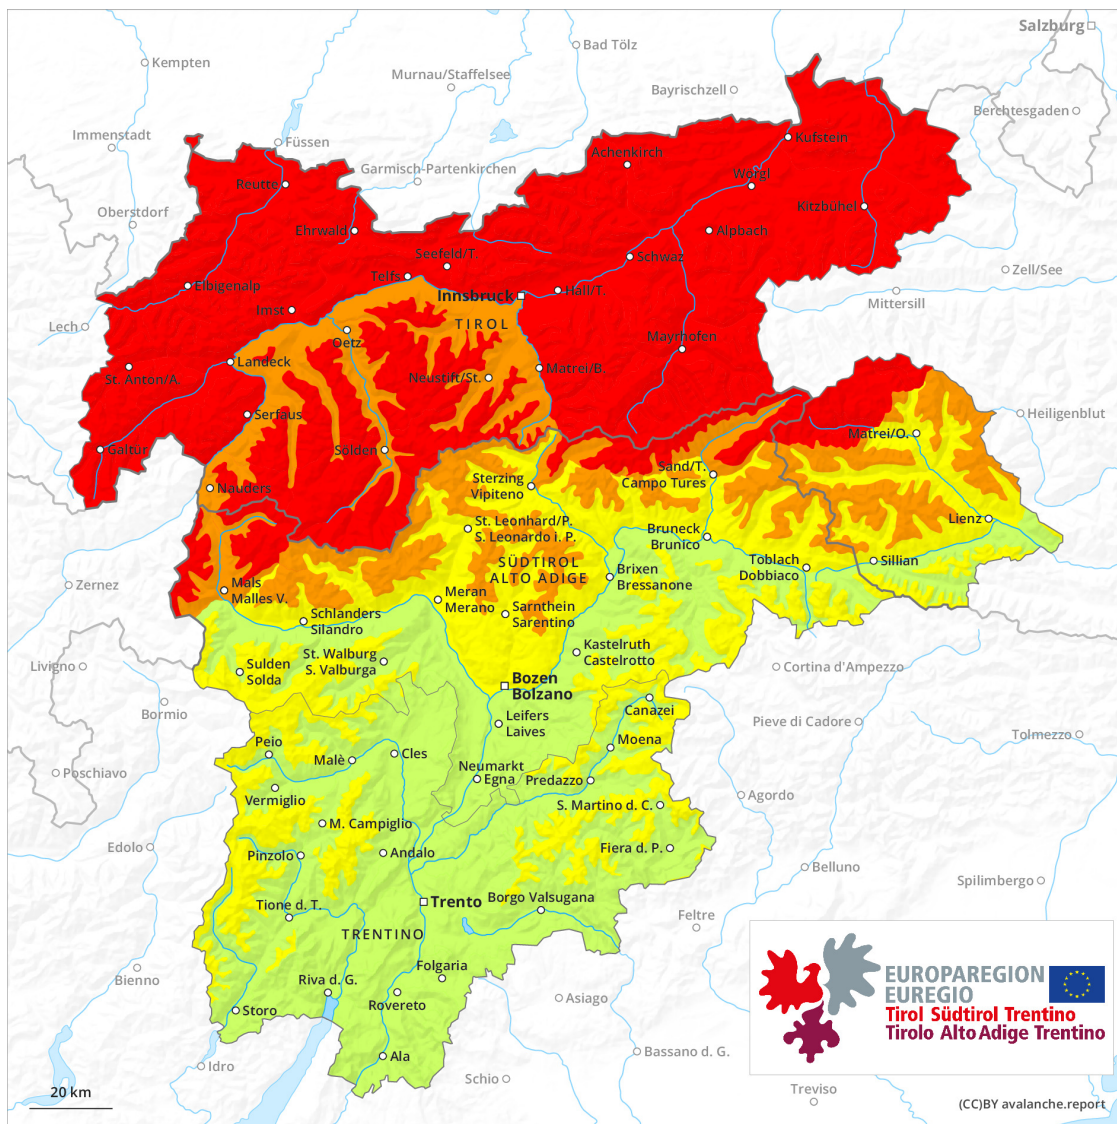 Salzburg
Bad Tölz
Kempten
Murnau/Staffelsee
Bayrischzell
Berchtesgaden
Immenstadt
Füssen
Kufstein
Achenkirch
Garmisch-Partenkirchen
Wörgl
Reutte
Kitzbühel
Oberstdorf
Ehrwald
Alpbach
Seefeld/T.
Schwaz
Zell/See
Telfs
Elbigenalp
Hall/T.
Innsbruck
Mittersill
Imst
TIROL
Lech
Oetz
Mayrhofen
Landeck
Matrei/B.
St. Anton/A.
Neustift/St.
Serfaus
Heiligenblut
Matrei/O.
Galtür
Sölden
Sand/T.
Campo Tures
Sterzing
Vipiteno
Nauders
Lienz
St. Leonhard/P.
S. Leonardo i. P.
Bruneck
Brunico
SÜDTIROL
ALTO ADIGE
Toblach
Dobbiaco
Sillian
Brixen
Bressanone
Zernez
Mals
Malles V.
Meran
Merano
Sarnthein
Sarentino
Schlanders
Silandro
Kastelruth
Castelrotto
St. Walburg
S. Valburga
Livigno
Sulden
Solda
Cortina d'Ampezzo
Bozen
Bolzano
Bormio
Canazei
Leifers
Laives
Pieve di Cadore
Tolmezzo
Peio
Moena
Cles
Malè
Poschiavo
Neumarkt
Egna
Predazzo
Vermiglio
Agordo
S. Martino d. C.
M. Campiglio
Edolo
Pinzolo
Andalo
Fiera d. P.
Belluno
Spilimbergo
Trento
Borgo Valsugana
Tione d. T.
Feltre
TRENTINO
Bienno
Folgaria
Riva d. G.
Rovereto
Asiago
Storo
EUROPAREGION
EUREGIO
Tirol Südtirol Trentino
Tirolo Alto Adige Trentino
Ala
Bassano d. G.
Idro
Schio
Treviso
20 km
(CC)BY avalanche.report